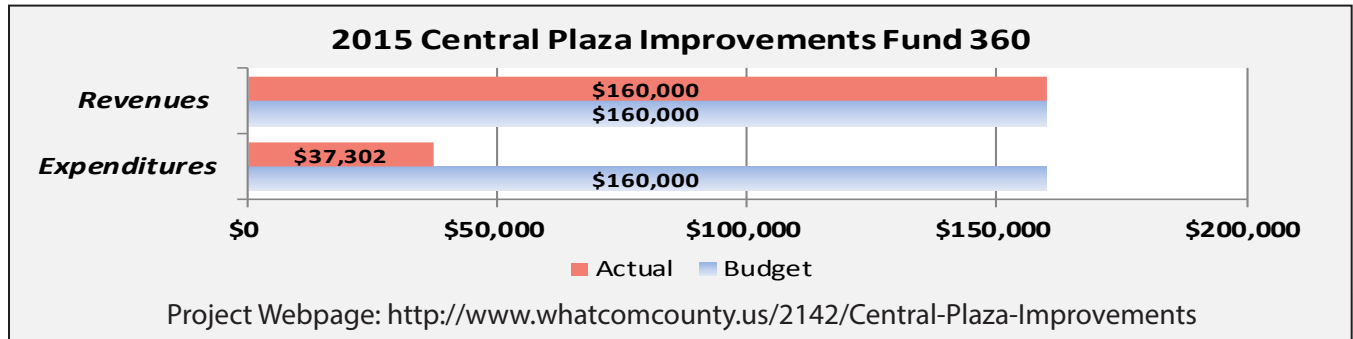 2015 Central Plaza Improvements Fund 360
Revenues
$160,000
$160,000
Expenditures
$37,302
$160,000
$0 $50,000 $100,000 $150,000 $200,000
Actual Budget
Project Webpage: http://www.whatcomcounty.us/2142/Central-Plaza-Improvements